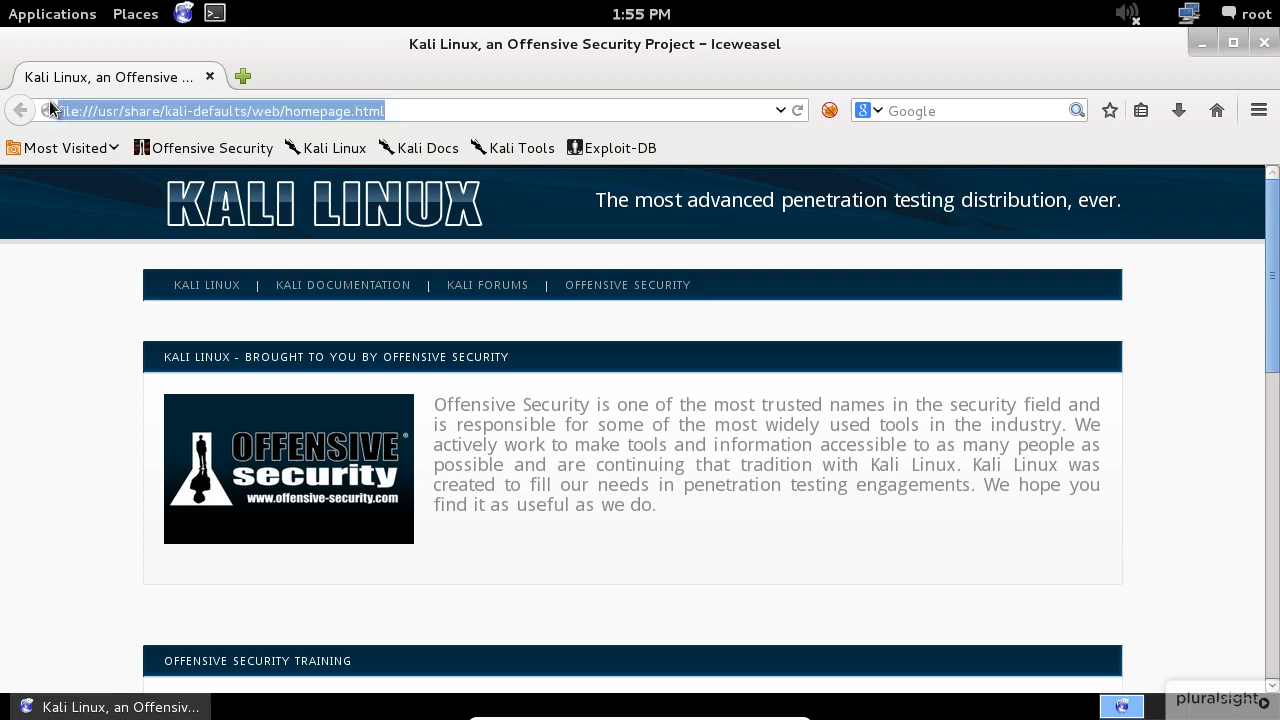 Applications Places 1:55 PM root
Kali Linux, an Offensive Security Project - Iceweasel
Kali Linux, an Offensive ...
file:///usr/share/kali-defaults/web/homepage.html
Google
Most Visited Offensive Security Kali Linux Kali Docs Kali Tools Exploit-DB
KALI LINUX The most advanced penetration testing distribution, ever.
KALI LINUX | KALI DOCUMENTATION | KALI FORUMS | OFFENSIVE SECURITY
KALI LINUX - BROUGHT TO YOU BY OFFENSIVE SECURITY
OFFENSIVE®
security
www.offensive-security.com
Offensive Security is one of the most trusted names in the security field and
is responsible for some of the most widely used tools in the industry. We
actively work to make tools and information accessible to as many people as
possible and are continuing that tradition with Kali Linux. Kali Linux was
created to fill our needs in penetration testing engagements. We hope you
find it as useful as we do.
OFFENSIVE SECURITY TRAINING
Kali Linux, an Offensiv...
pluralsight